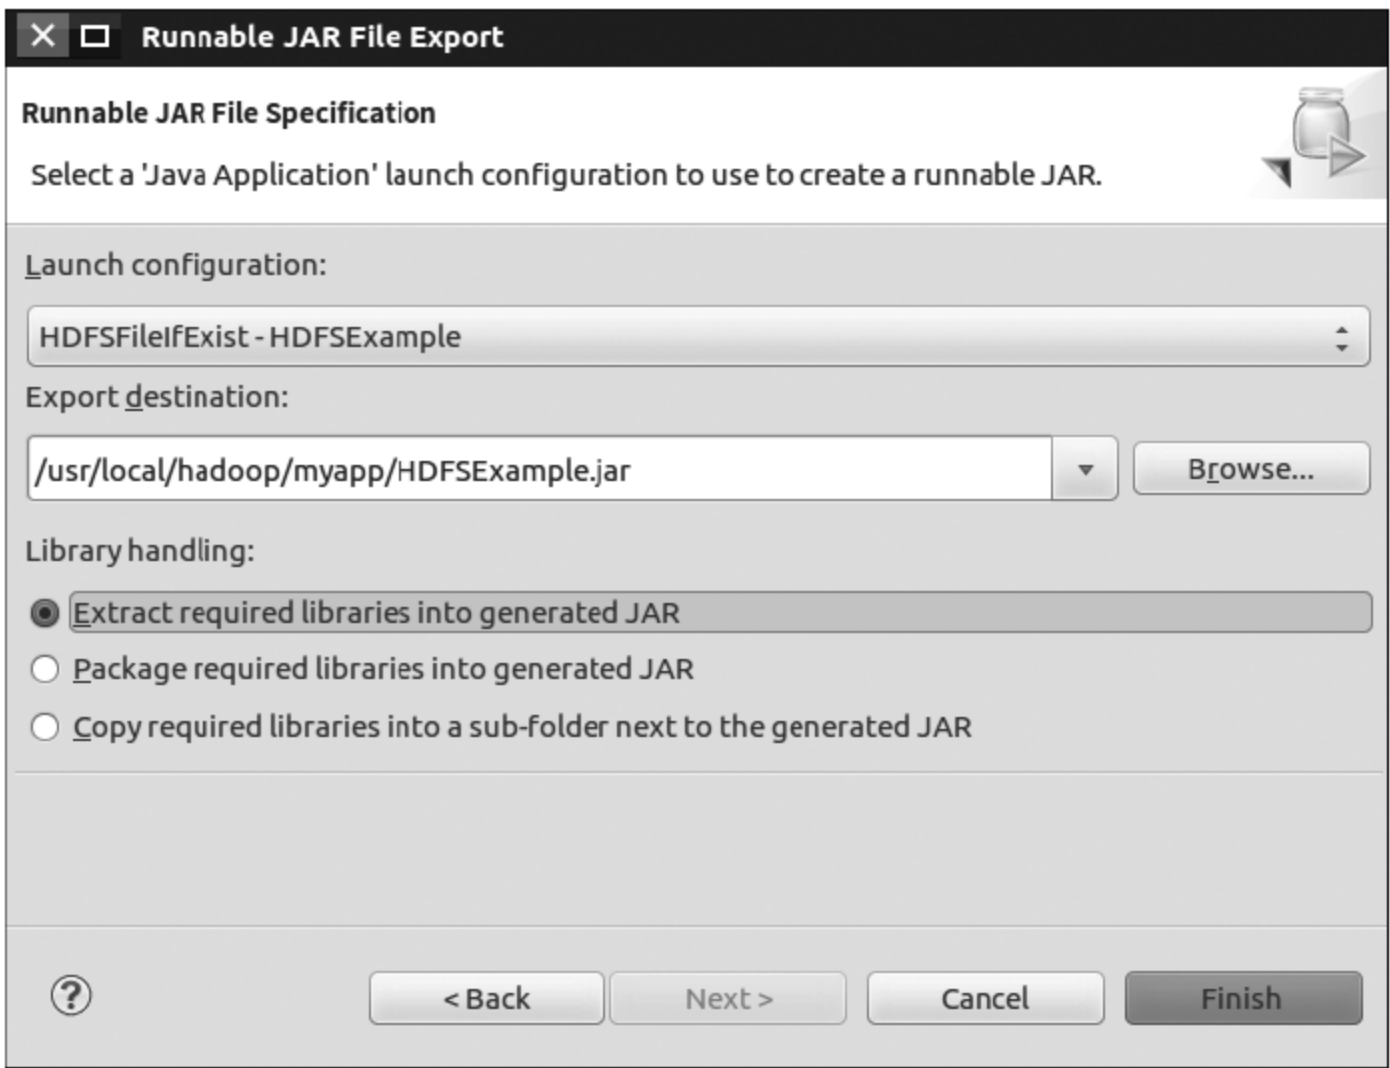 Runnable JAR File Export
Runnable JAR File Specification
Select a 'Java Application' launch configuration to use to create a runnable JAR.
Launch configuration:
HDFSFileIfExist - HDFSExample
Export destination:
/usr/local/hadoop/myapp/HDFSExample.jar
Browse...
Library handling:
Extract required libraries into generated JAR
Package required libraries into generated JAR
Copy required libraries into a sub-folder next to the generated JAR
? < Back Next > Cancel Finish